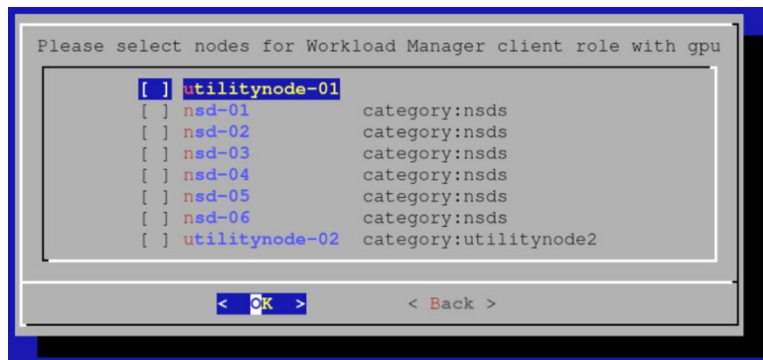 Please select nodes for Workload Manager client role with gpu
[ ] utilitynode-01
[ ] nsd-01 category:nsds
[ ] nsd-02 category:nsds
[ ] nsd-03 category:nsds
[ ] nsd-04 category:nsds
[ ] nsd-05 category:nsds
[ ] nsd-06 category:nsds
[ ] utilitynode-02 category:utilitynode2
< OK > < Back >